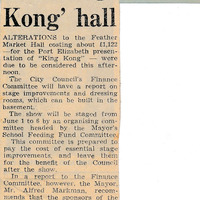 Kong' hall
ALTERATIONS to the Feather
Market Hall costing about £1,122
—for the Port Elizabeth presen-
tation of "King Kong" — were
due to be considered this after-
noon.
The City Council's Finance
Committee will have a report on
stage improvements and dressing
rooms, which can be built in the
basement.
The show will be staged from
June 1 to 6 by an organising com-
mittee headed by the Mayor's
School Feeding Fund Committee.
This committee is prepared to
pay the cost of essential stage
improvements, and leave them
for the benefit of the Council
after the show.
In a report to the Finance
Committee, however, the Mayor,
Mr. Alfred Markman, recom-
mends that the sponsors of the